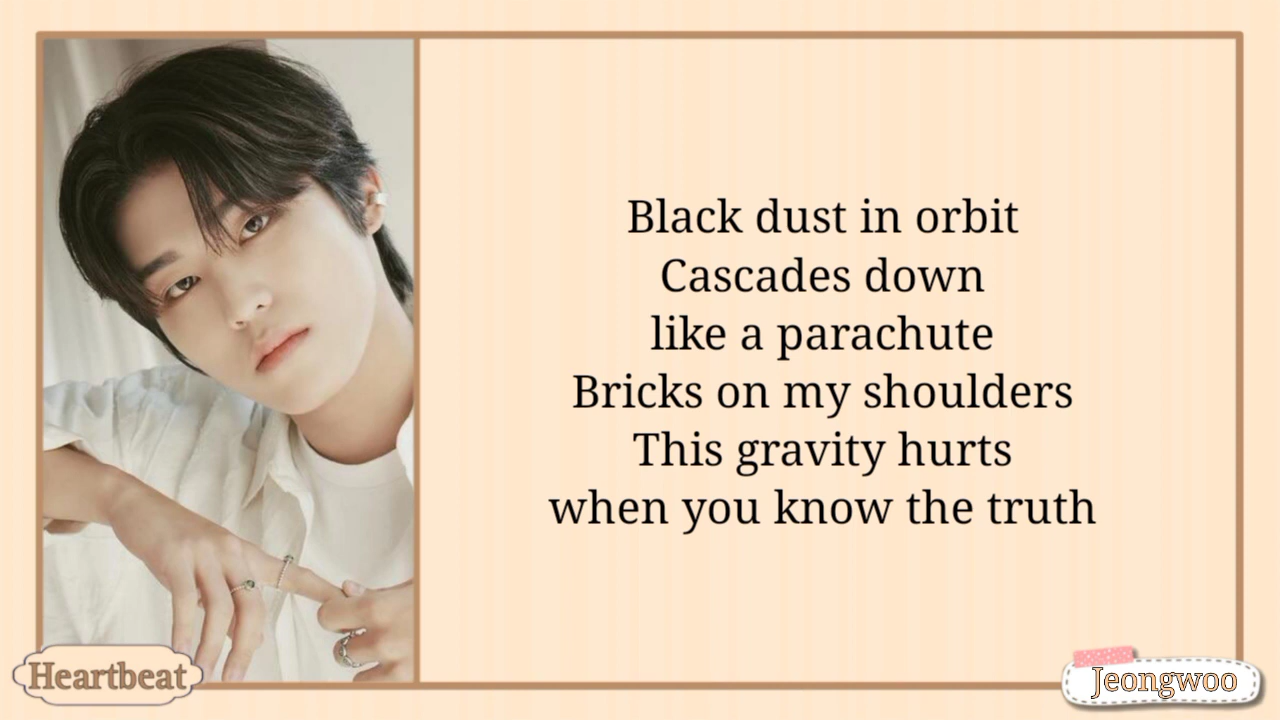 Black dust in orbit
Cascades down
like a parachute
Bricks on my shoulders
This gravity hurts
when you know the truth
Heartbeat
Jeongwoo